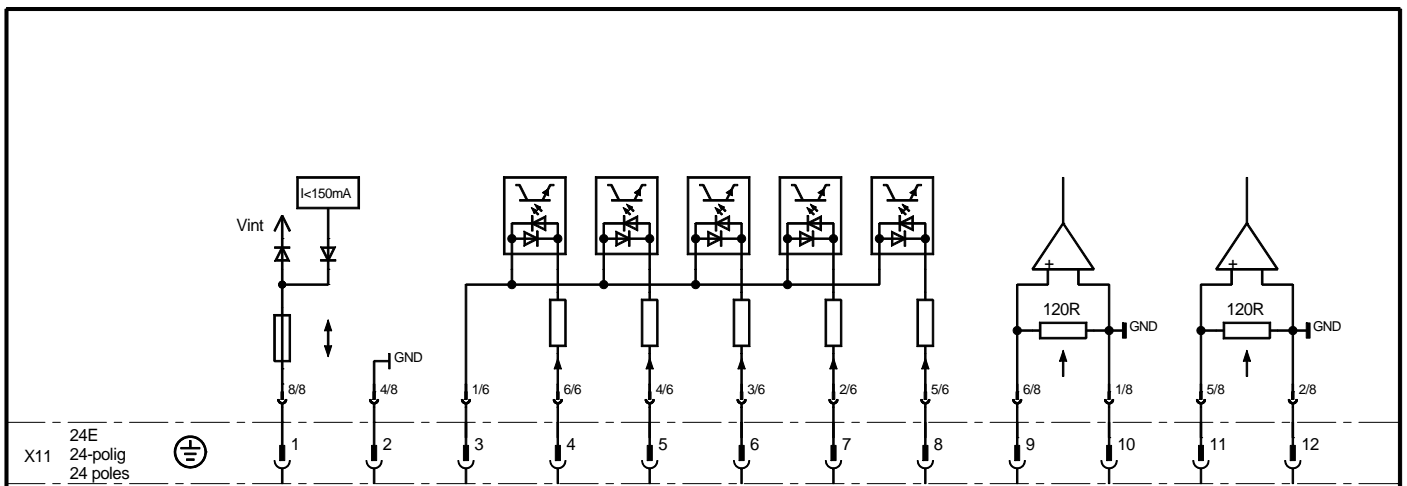 I<150mA
Vint
+ +
120R 120R
GND GND
GND
8/8 4/8 1/6 6/6 4/6 3/6 2/6 5/6 6/8 1/8 5/8 2/8
24E
X11 24-polig 1 2 3 4 5 6 7 8 9 10 11 12
24 poles